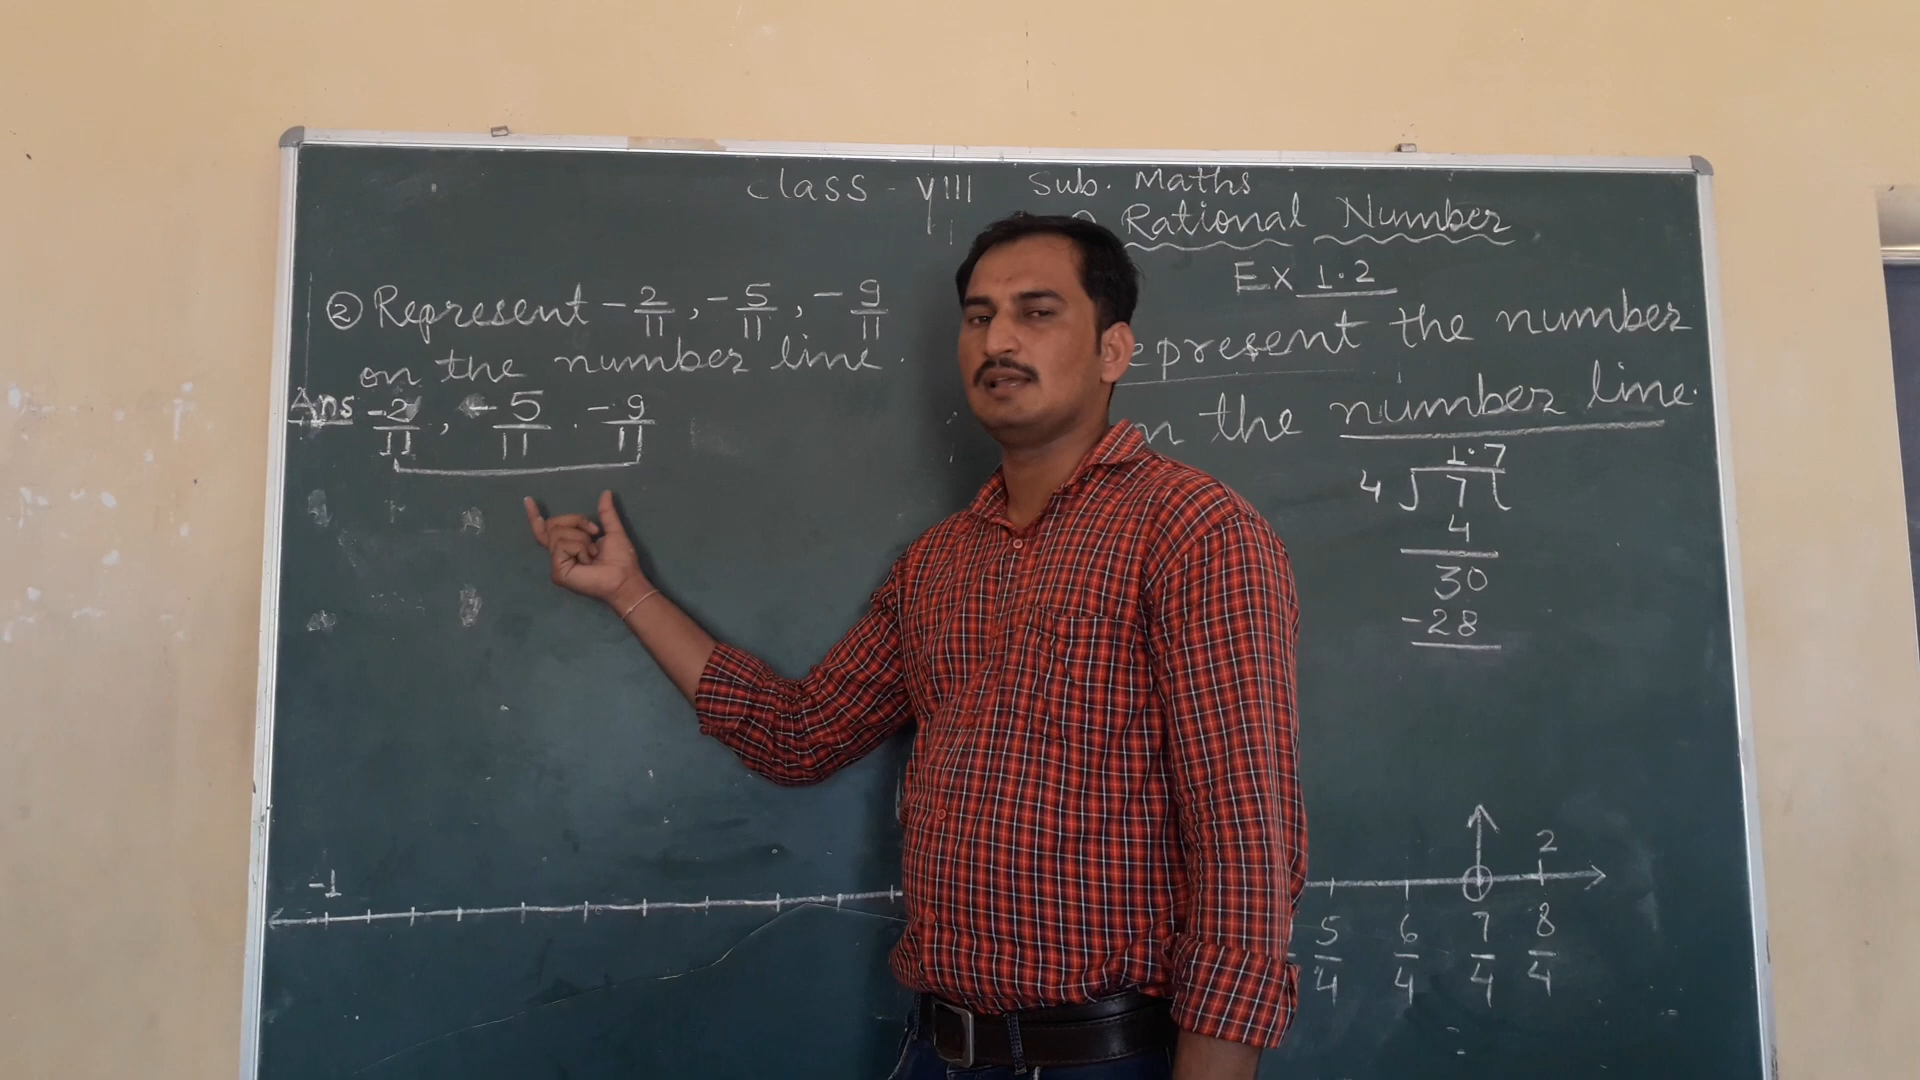 Class - VIII Sub. Maths
Rational Number
Ex 1.2
② Represent -2/11, -5/11, -9/11
on the number line.
Ans -2/11, -5/11. -9/11
-1
epresent the number
n the number line.
1.7
4 7
4
30
-28
2
5/4 6/4 7/4 8/4